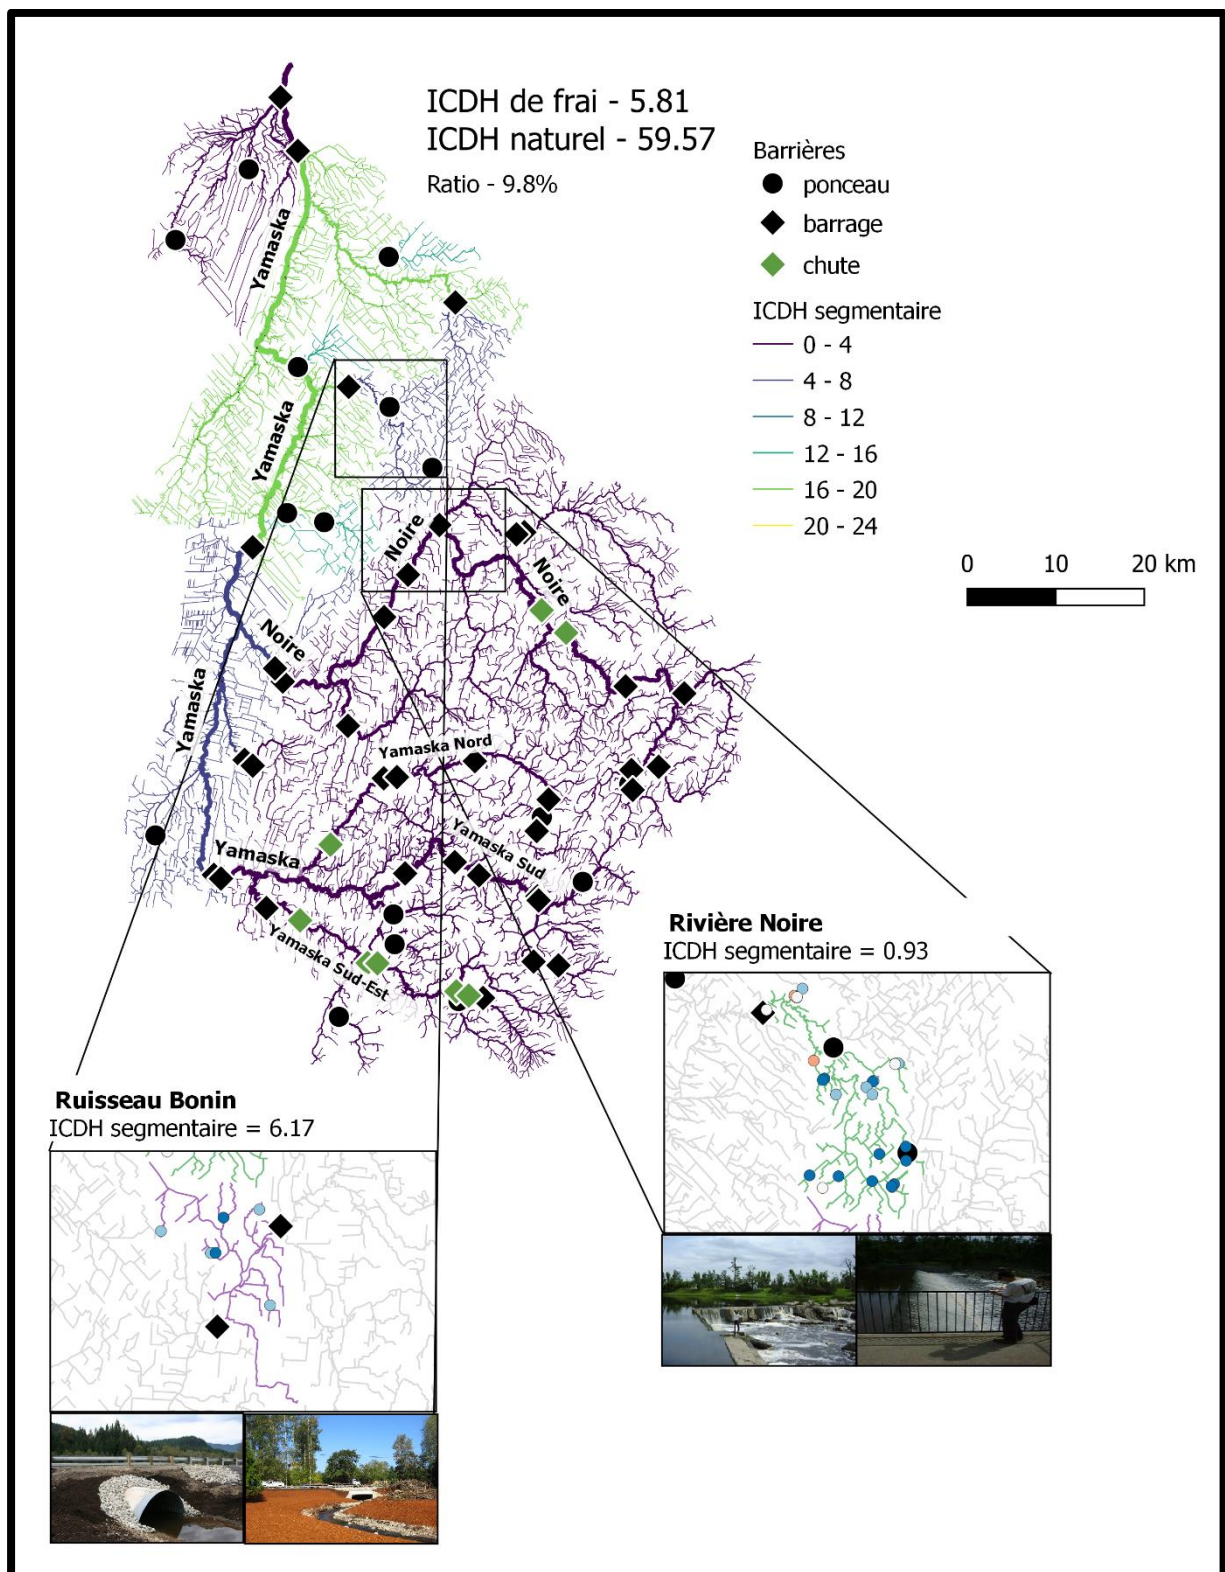 ICDH de frai - 5.81
ICDH naturel - 59.57
Ratio - 9.8%
Barrières
ponceau
barrage
chute
ICDH segmentaire
0 - 4
4 - 8
8 - 12
12 - 16
16 - 20
20 - 24
0 10 20 km
Yamaska
Yamaska
Noire
Noire
Noire
Yamaska
Yamaska Nord
Yamaska Sud
Yamaska
Yamaska Sud-Est
Rivière Noire
ICDH segmentaire = 0.93
Ruisseau Bonin
ICDH segmentaire = 6.17